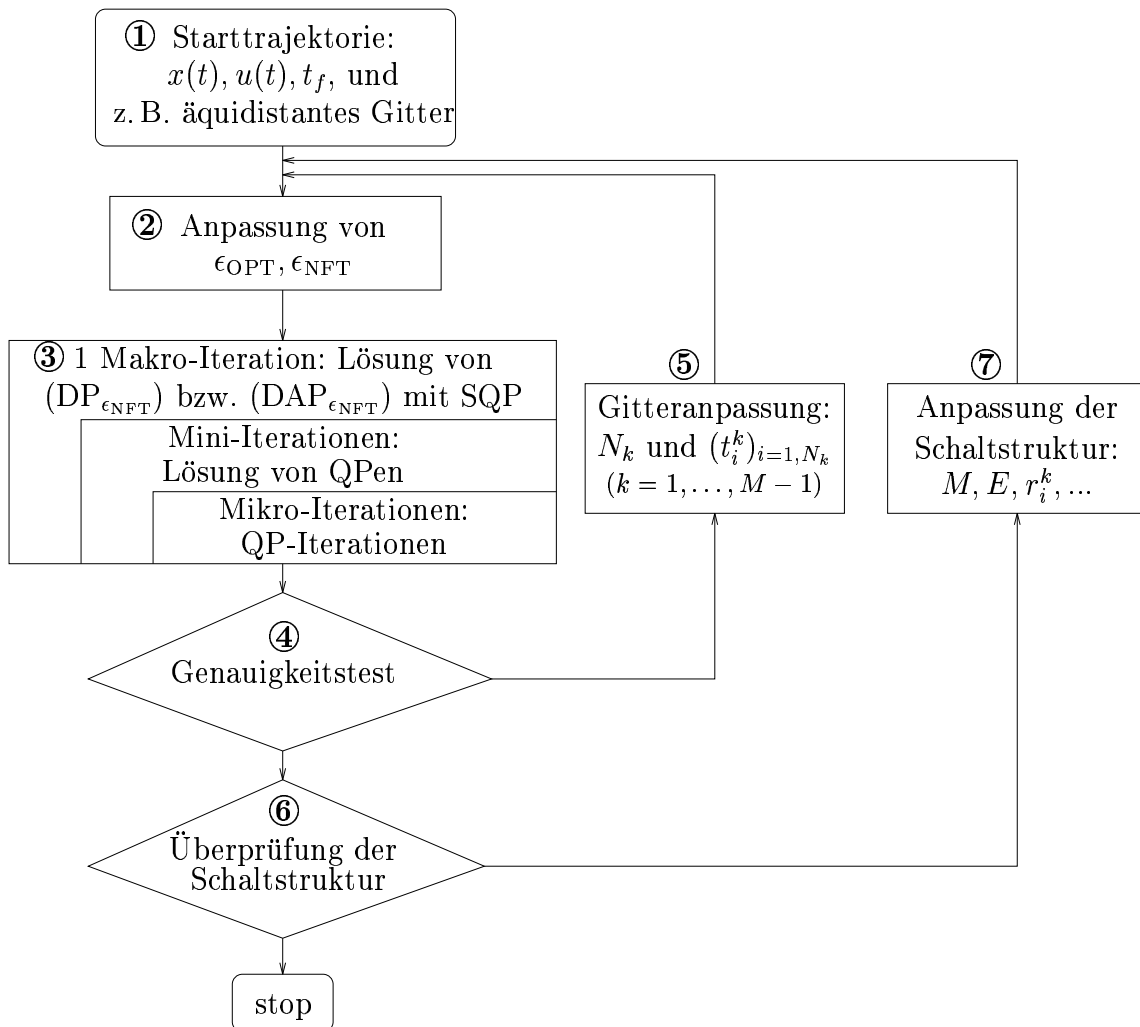 ① Starttrajektorie:
x(t), u(t), t_f, und
z. B. äquidistantes Gitter
② Anpassung von
ϵ_OPT, ϵ_NFT
③ 1 Makro-Iteration: Lösung von
(DP_ϵ_NFT) bzw. (DAP_ϵ_NFT) mit SQP
Mini-Iterationen:
Lösung von QPen
Mikro-Iterationen:
QP-Iterationen
④
Genauigkeitstest
⑤
Gitteranpassung:
N_k und (t_i^k)_{i=1,N_k}
(k = 1, . . . , M − 1)
⑥
Überprüfung der
Schaltstruktur
⑦
Anpassung der
Schaltstruktur:
M, E, r_i^k, ...
stop